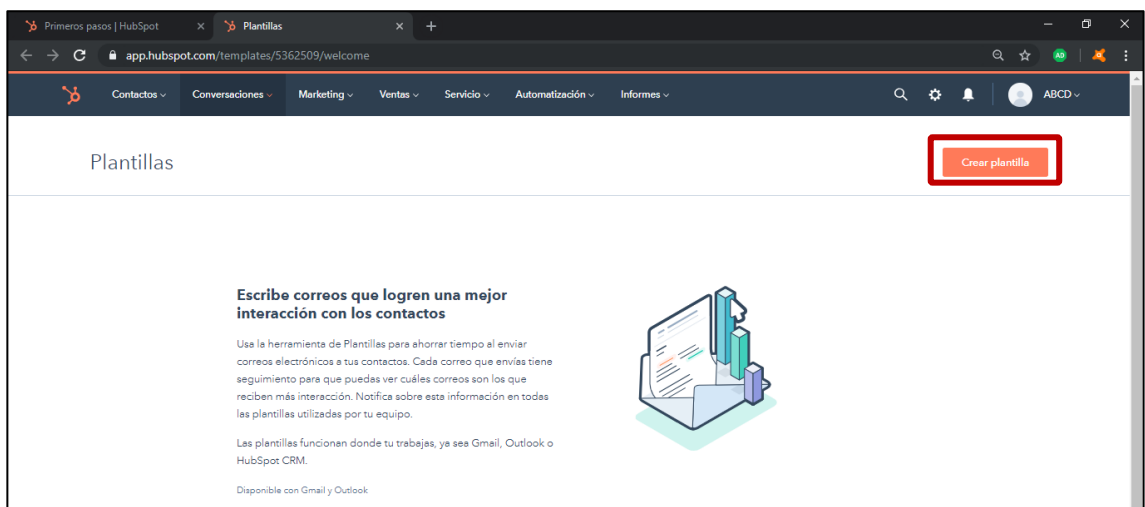 Primeros pasos | HubSpot
Plantillas
app.hubspot.com/templates/5362509/welcome
AD
Contactos Conversaciones Marketing Ventas Servicio Automatización Informes ABCD
Plantillas
Crear plantilla
Escribe correos que logren una mejor
interacción con los contactos
Usa la herramienta de Plantillas para ahorrar tiempo al enviar
correos electrónicos a tus contactos. Cada correo que envías tiene
seguimiento para que puedas ver cuáles correos son los que
reciben más interacción. Notifica sobre esta información en todas
las plantillas utilizadas por tu equipo.
Las plantillas funcionan donde tu trabajas, ya sea Gmail, Outlook o
HubSpot CRM.
Disponible con Gmail y Outlook